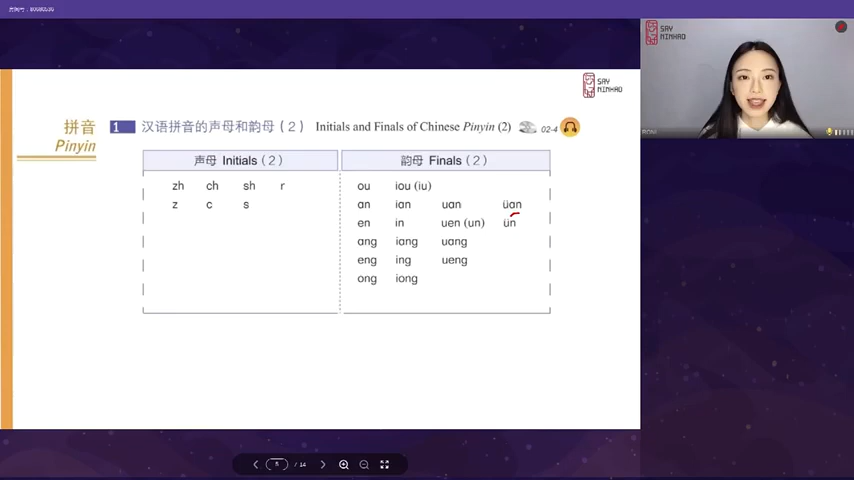 SAY
NINHAO
SAY
NINHAO
拼音
Pinyin
1 汉语拼音的声母和韵母(2) Initials and Finals of Chinese Pinyin (2) 02-4
声母 Initials (2)
韵母 Finals (2)
zh ch sh r
z c s
ou iou (iu)
an ian uan üan
en in uen (un) ün
ang iang uang
eng ing ueng
ong iong
/ 14